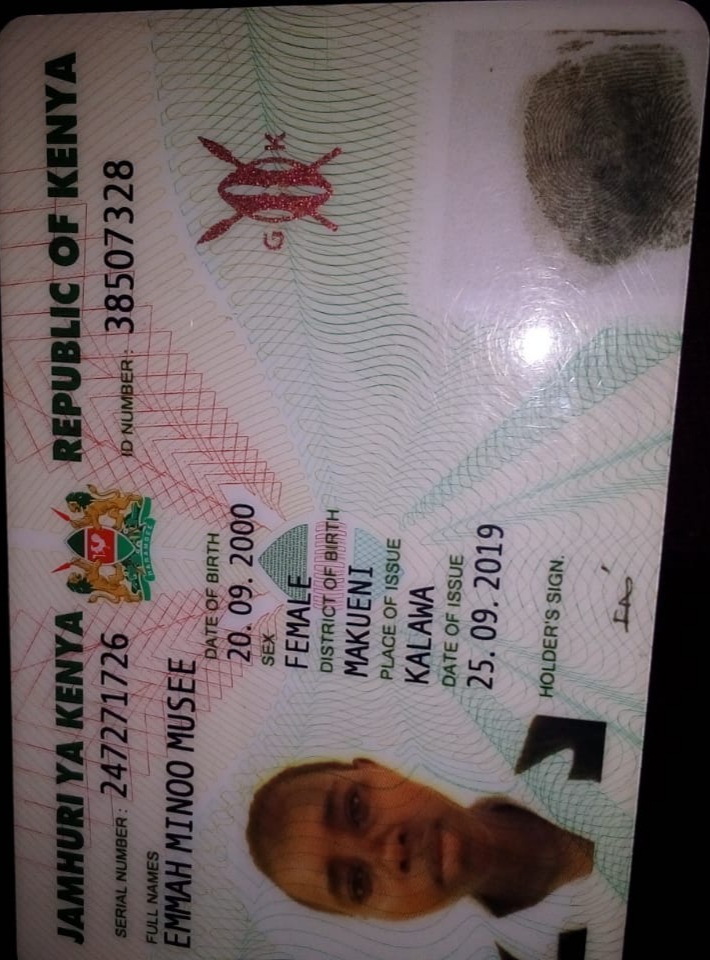 JAMHURI YA KENYA REPUBLIC OF KENYA
SERIAL NUMBER: 247271726 ID NUMBER: 38507328
FULL NAMES
EMMAH MINOO MUSEE
DATE OF BIRTH
20. 09. 2000
SEX
FEMALE
DISTRICT OF BIRTH
MAKUENI
PLACE OF ISSUE
KALAWA
DATE OF ISSUE
25. 09. 2019
HOLDER'S SIGN.
G K
HARAMBEE